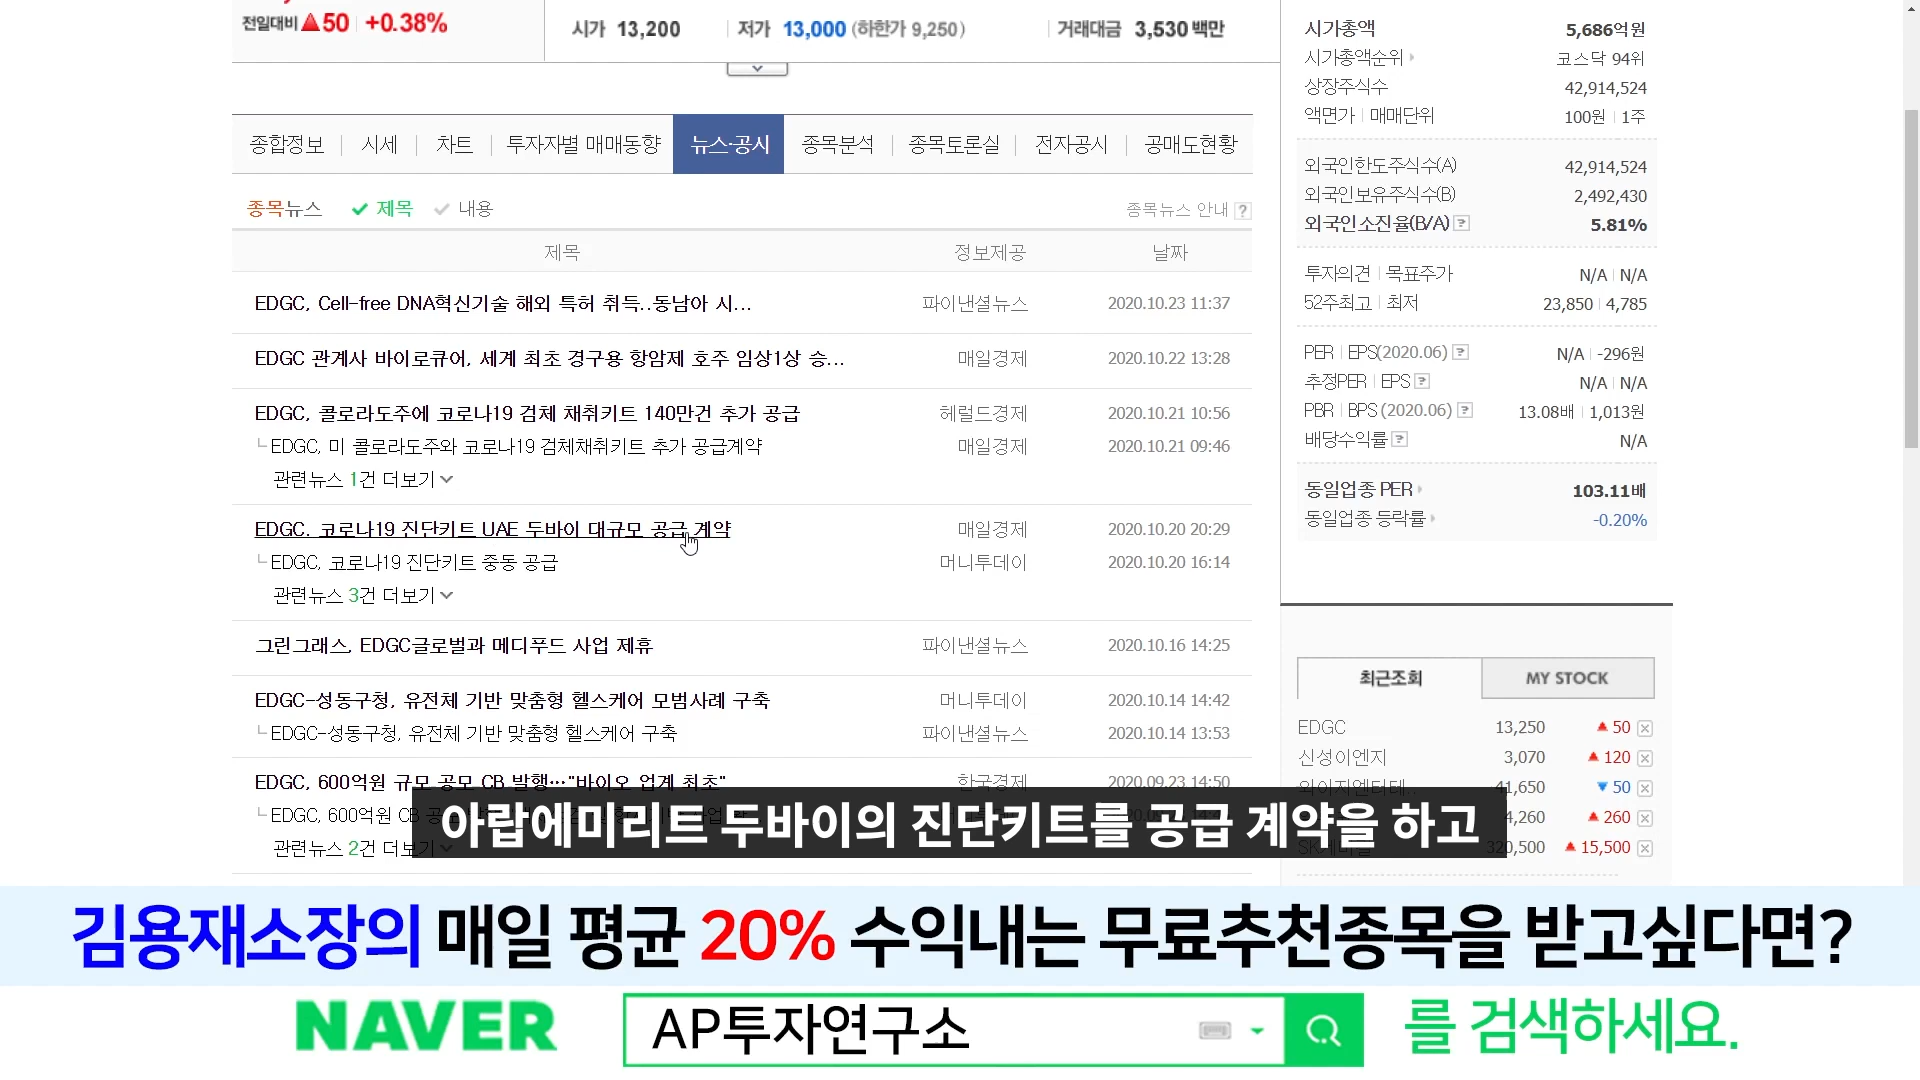 전일대비 ▲50 +0.38%
시가 13,200 저가 13,000 (하한가 9,250) 거래대금 3,530 백만
종합정보 시세 차트 투자자별 매매동향 뉴스·공시 종목분석 종목토론실 전자공시 공매도현황
종목뉴스 제목 내용 종목뉴스 안내 ?
제목 정보제공 날짜
EDGC, Cell-free DNA혁신기술 해외 특허 취득..동남아 시... 파이낸셜뉴스 2020.10.23 11:37
EDGC 관계사 바이로큐어, 세계 최초 경구용 항암제 호주 임상1상 승... 매일경제 2020.10.22 13:28
EDGC, 콜로라도주에 코로나19 검체 채취키트 140만건 추가 공급 헤럴드경제 2020.10.21 10:56
EDGC, 미 콜로라도주와 코로나19 검체채취키트 추가 공급계약 매일경제 2020.10.21 09:46
관련뉴스 1건 더보기
EDGC. 코로나19 진단키트 UAE 두바이 대규모 공급 계약 매일경제 2020.10.20 20:29
EDGC, 코로나19 진단키트 중동 공급 머니투데이 2020.10.20 16:14
관련뉴스 3건 더보기
그린그래스, EDGC글로벌과 메디푸드 사업 제휴 파이낸셜뉴스 2020.10.16 14:25
EDGC-성동구청, 유전체 기반 맞춤형 헬스케어 모범사례 구축 머니투데이 2020.10.14 14:42
EDGC-성동구청, 유전체 기반 맞춤형 헬스케어 구축 파이낸셜뉴스 2020.10.14 13:53
EDGC, 600억원 규모 공모 CB 발행…"바이오 업계 최초" 한국경제 2020.09.23 14:50
EDGC, 600억원 CB
관련뉴스 2건 더보기
시가총액 5,686억원
시가총액순위 코스닥 94위
상장주식수 42,914,524
액면가 매매단위 100원 1주
외국인한도주식수(A) 42,914,524
외국인보유주식수(B) 2,492,430
외국인소진율(B/A) ? 5.81%
투자의견 목표주가 N/A N/A
52주최고 최저 23,850 4,785
PER EPS(2020.06) ? N/A -296원
추정PER EPS ? N/A N/A
PBR BPS (2020.06) ? 13.08배 1,013원
배당수익률 ? N/A
동일업종 PER 103.11배
동일업종 등락률 -0.20%
최근조회 MY STOCK
EDGC 13,250 ▲ 50
신성이엔지 3,070 ▲ 120
와이지엔터테.. 41,650 ▼ 50
4,260 ▲ 260
320,500 ▲ 15,500
아랍에미리트 두바이의 진단키트를 공급 계약을 하고
김용재소장의 매일 평균 20% 수익내는 무료추천종목을 받고싶다면?
NAVER AP투자연구소 를 검색하세요.